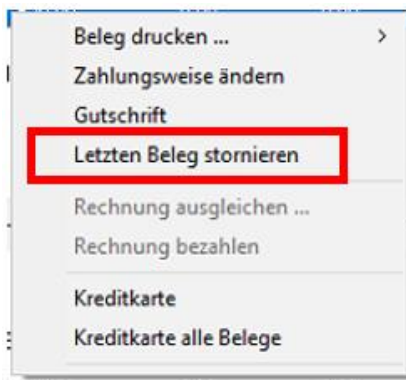 Beleg drucken ...
Zahlungsweise ändern
Gutschrift
Letzten Beleg stornieren
Rechnung ausgleichen ...
Rechnung bezahlen
Kreditkarte
Kreditkarte alle Belege